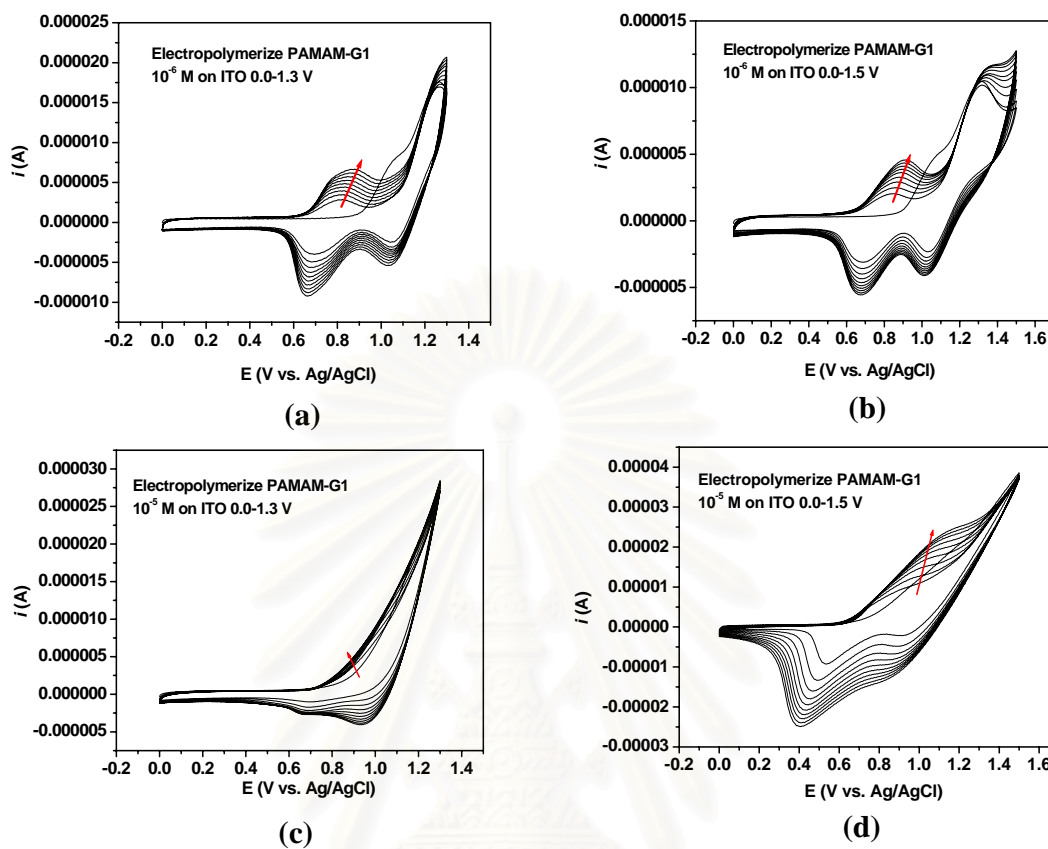 0.000025
0.000020
0.000015
0.000010
0.000005
0.000000
-0.000005
-0.000010
i (A)
Electropolymerize PAMAM-G1
10⁻⁶ M on ITO 0.0-1.3 V
-0.2 0.0 0.2 0.4 0.6 0.8 1.0 1.2 1.4
E (V vs. Ag/AgCl)
(a)
0.000015
0.000010
0.000005
0.000000
-0.000005
i (A)
Electropolymerize PAMAM-G1
10⁻⁶ M on ITO 0.0-1.5 V
-0.2 0.0 0.2 0.4 0.6 0.8 1.0 1.2 1.4 1.6
E (V vs. Ag/AgCl)
(b)
0.000030
0.000025
0.000020
0.000015
0.000010
0.000005
0.000000
-0.000005
i (A)
Electropolymerize PAMAM-G1
10⁻⁵ M on ITO 0.0-1.3 V
-0.2 0.0 0.2 0.4 0.6 0.8 1.0 1.2 1.4
E (V vs. Ag/AgCl)
(c)
0.00004
0.00003
0.00002
0.00001
0.00000
-0.00001
-0.00002
-0.00003
i (A)
Electropolymerize PAMAM-G1
10⁻⁵ M on ITO 0.0-1.5 V
-0.2 0.0 0.2 0.4 0.6 0.8 1.0 1.2 1.4 1.6
E (V vs. Ag/AgCl)
(d)